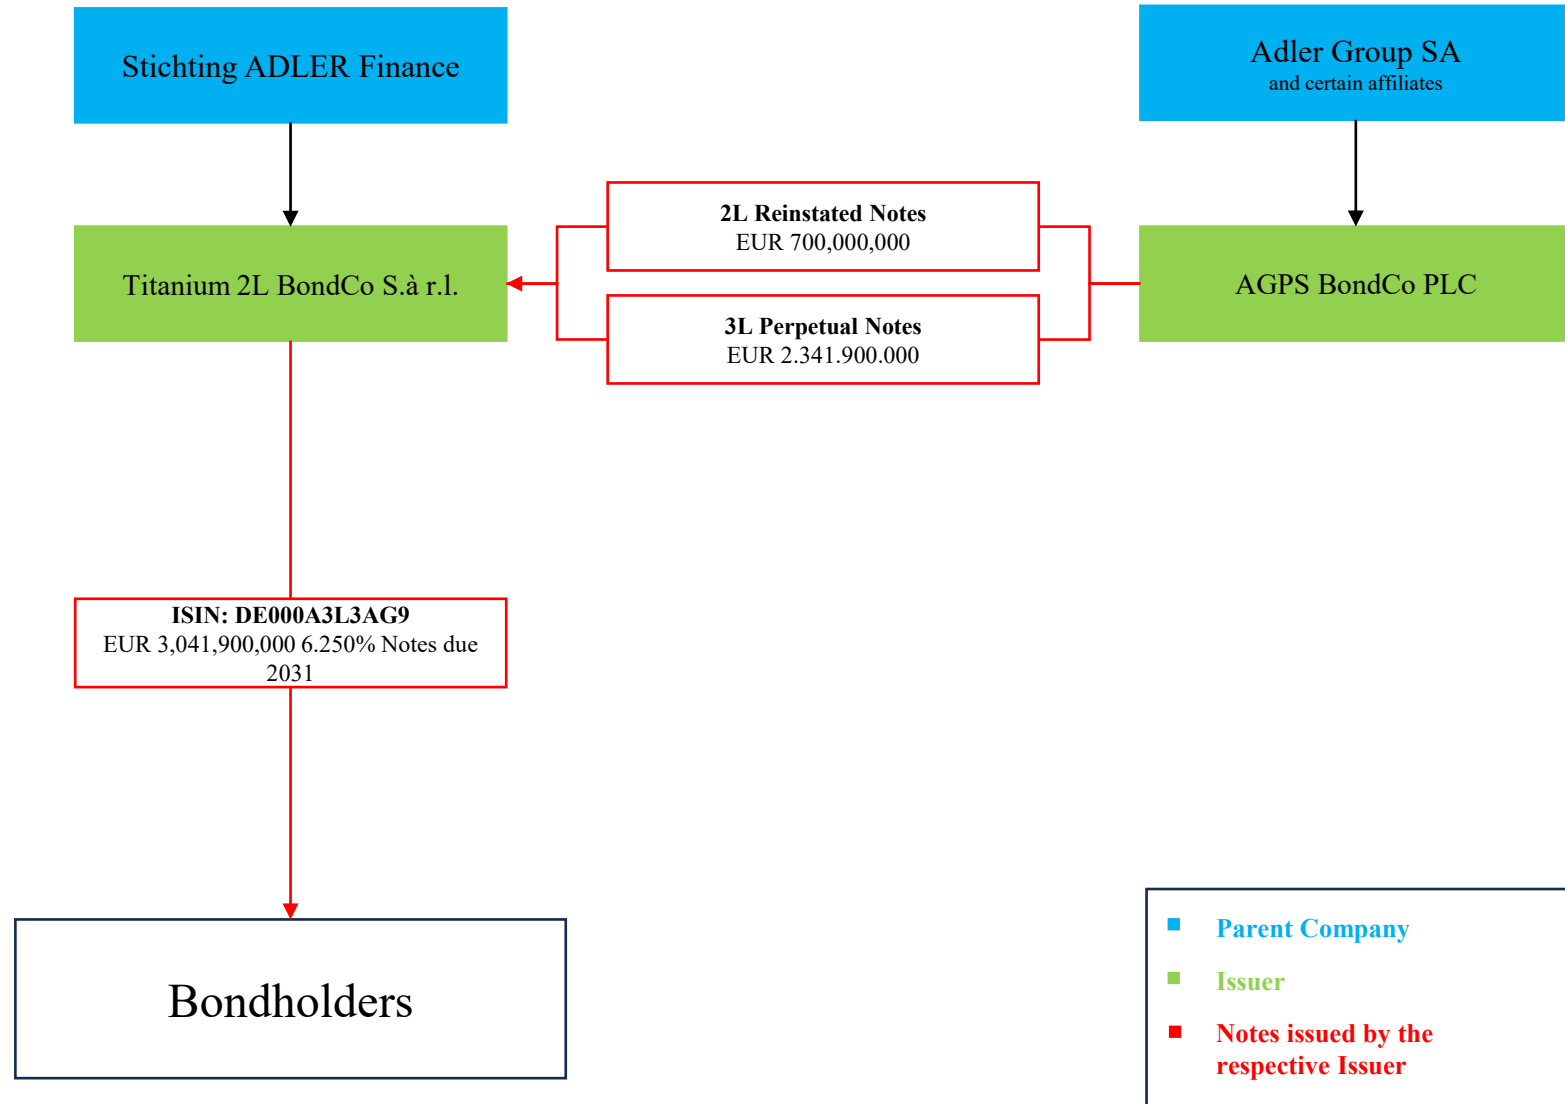 Stichting ADLER Finance
Adler Group SA
and certain affiliates
2L Reinstated Notes
EUR 700,000,000
Titanium 2L BondCo S.à r.l.
AGPS BondCo PLC
3L Perpetual Notes
EUR 2.341.900.000
ISIN: DE000A3L3AG9
EUR 3,041,900,000 6.250% Notes due
2031
Bondholders
Parent Company
Issuer
Notes issued by the
respective Issuer